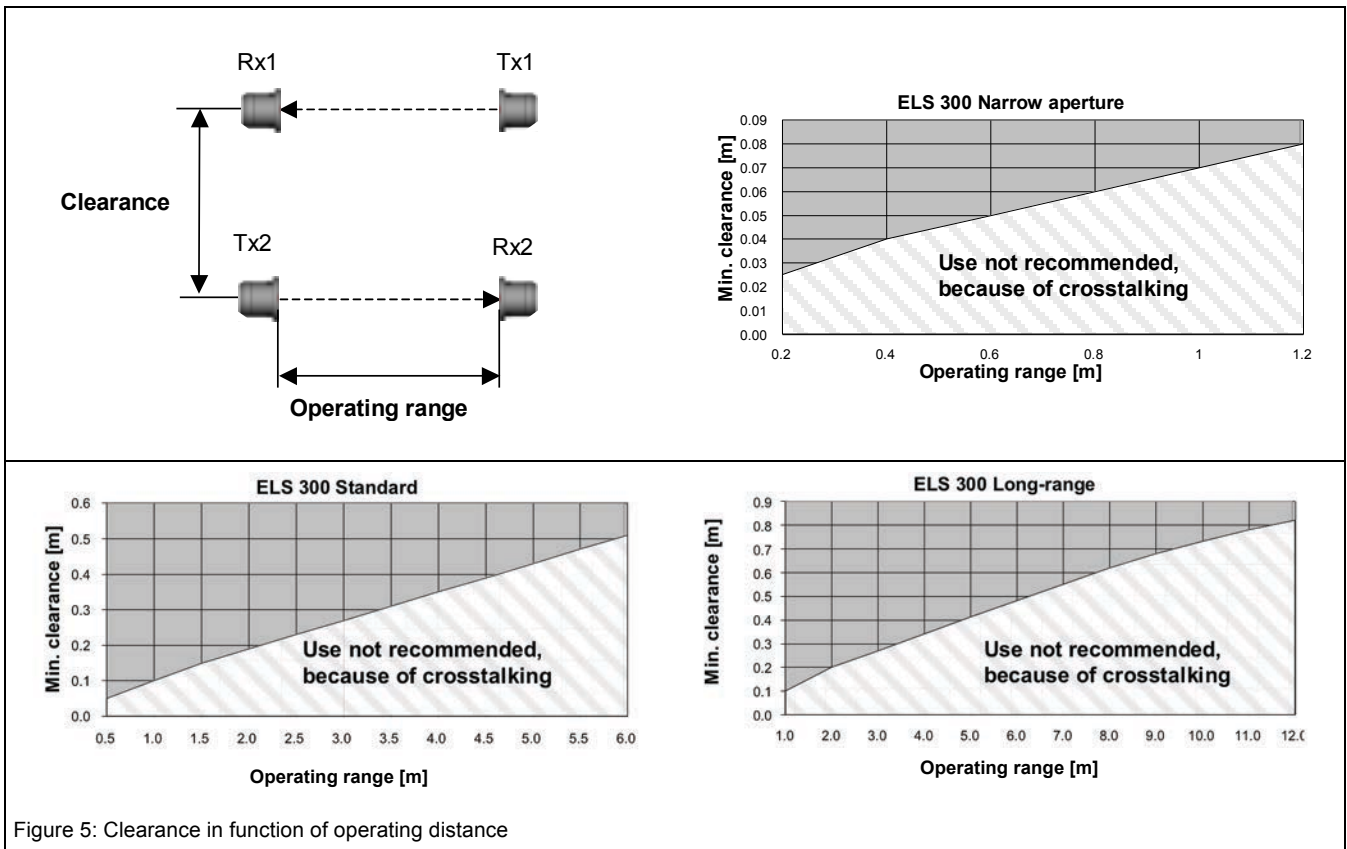 Rx1
Tx1
Clearance
Tx2
Rx2
Operating range
ELS 300 Narrow aperture
Min. clearance [m]
0.09
0.08
0.07
0.06
0.05
0.04
0.03
0.02
0.01
0.00
Use not recommended,
because of crosstalking
0.2 0.4 0.6 0.8 1 1.2
Operating range [m]
ELS 300 Standard
Min. clearance [m]
0.6
0.5
0.4
0.3
0.2
0.1
0.0
Use not recommended,
because of crosstalking
0.5 1.0 1.5 2.0 2.5 3.0 3.5 4.0 4.5 5.0 5.5 6.0
Operating range [m]
ELS 300 Long-range
Min. clearance [m]
0.9
0.8
0.7
0.6
0.5
0.4
0.3
0.2
0.1
0.0
Use not recommended,
because of crosstalking
1.0 2.0 3.0 4.0 5.0 6.0 7.0 8.0 9.0 10.0 11.0 12.0
Operating range [m]
Figure 5: Clearance in function of operating distance